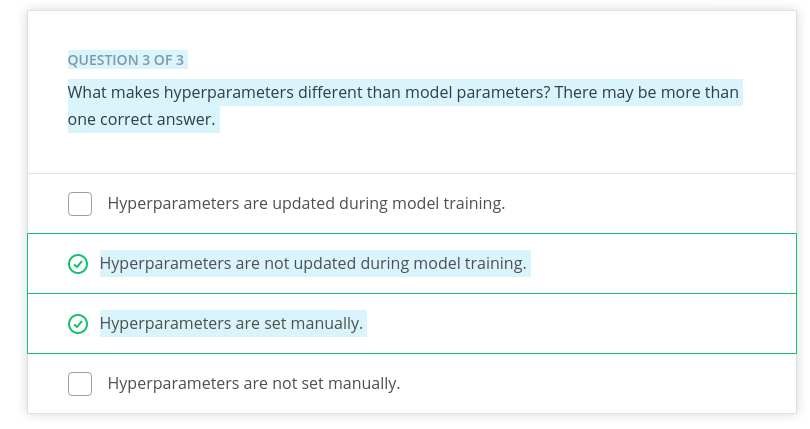 QUESTION 3 OF 3
What makes hyperparameters different than model parameters? There may be more than
one correct answer.
Hyperparameters are updated during model training.
Hyperparameters are not updated during model training.
Hyperparameters are set manually.
Hyperparameters are not set manually.